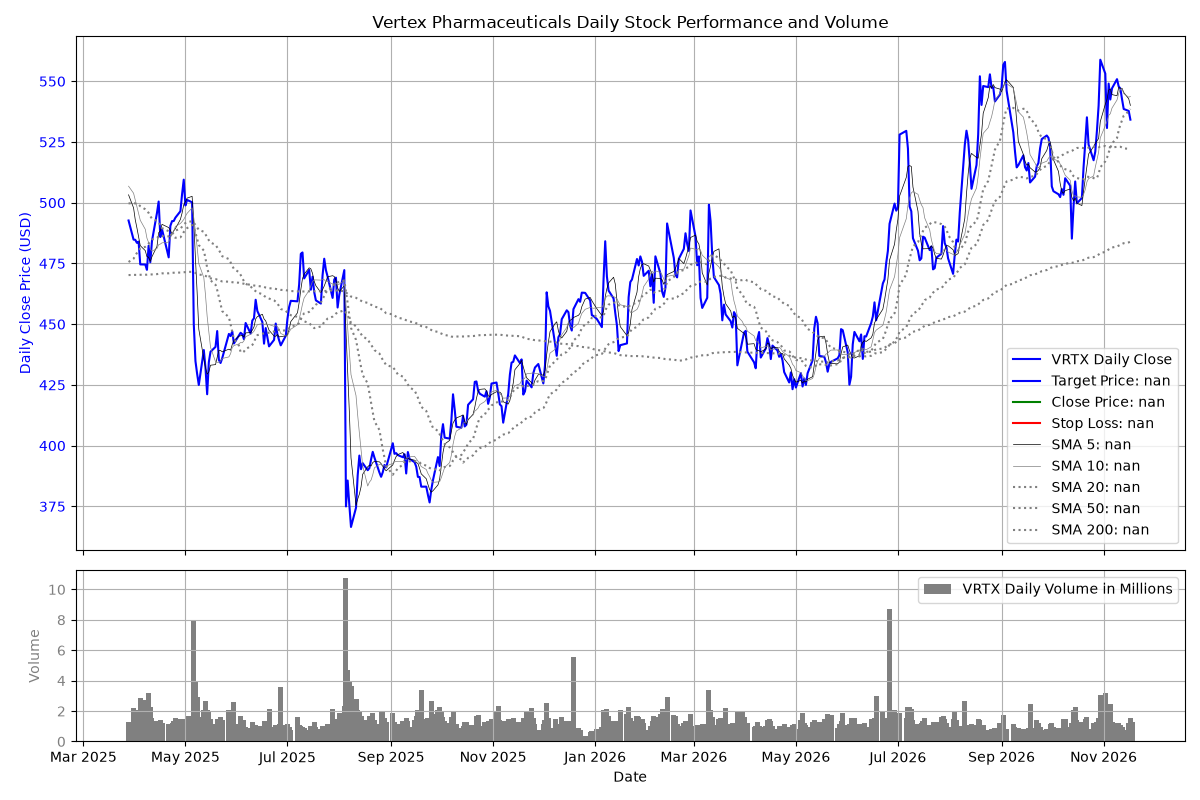 Vertex Pharmaceuticals Daily Stock Performance and Volume
Daily Close Price (USD)
550
525
500
475
450
425
400
375
VRTX Daily Close
Target Price: nan
Close Price: nan
Stop Loss: nan
SMA 5: nan
SMA 10: nan
SMA 20: nan
SMA 50: nan
SMA 200: nan
Volume
10
8
6
4
2
0
VRTX Daily Volume in Millions
Mar 2025 May 2025 Jul 2025 Sep 2025 Nov 2025 Jan 2026 Mar 2026 May 2026 Jul 2026 Sep 2026 Nov 2026
Date